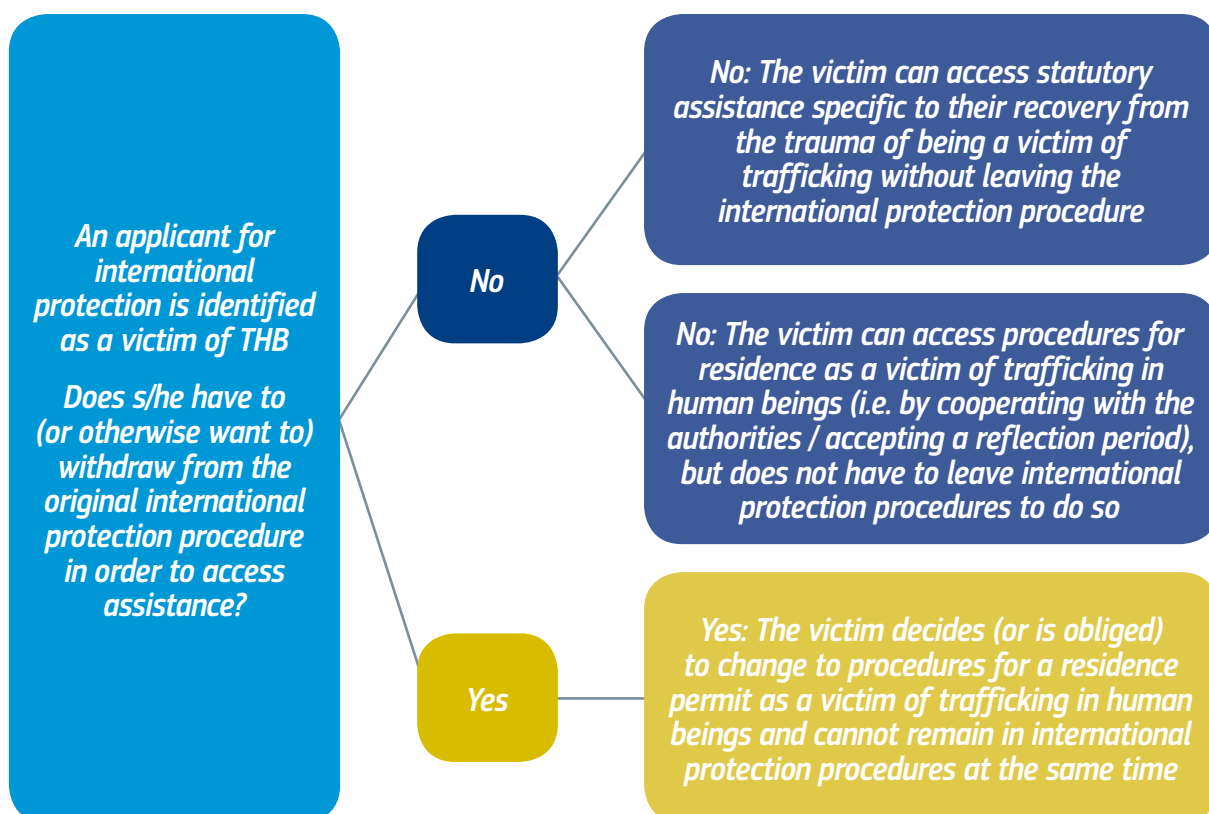 An applicant for
international
protection is identified
as a victim of THB
Does s/he have to
(or otherwise want to)
withdraw from the
original international
protection procedure
in order to access
assistance?
No
No: The victim can access statutory
assistance specific to their recovery from
the trauma of being a victim of
trafficking without leaving the
international protection procedure
No: The victim can access procedures for
residence as a victim of trafficking in
human beings (i.e. by cooperating with the
authorities / accepting a reflection period),
but does not have to leave international
protection procedures to do so
Yes
Yes: The victim decides (or is obliged)
to change to procedures for a residence
permit as a victim of trafficking in human
beings and cannot remain in international
protection procedures at the same time